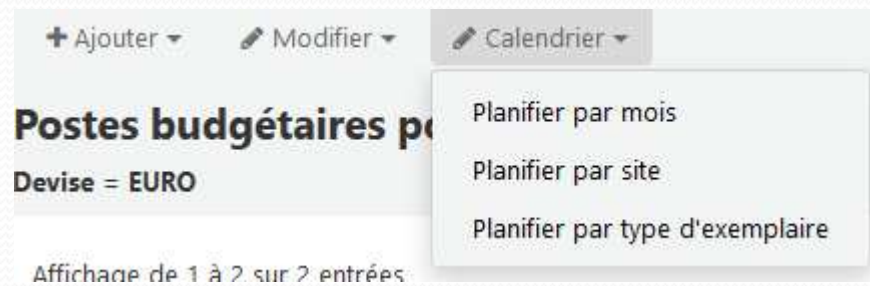 Ajouter Modifier Calendrier
Planifier par mois
Postes budgétaires po
Planifier par site
Devise = EURO
Planifier par type d'exemplaire
Affichage de 1 à 2 sur 2 entrées